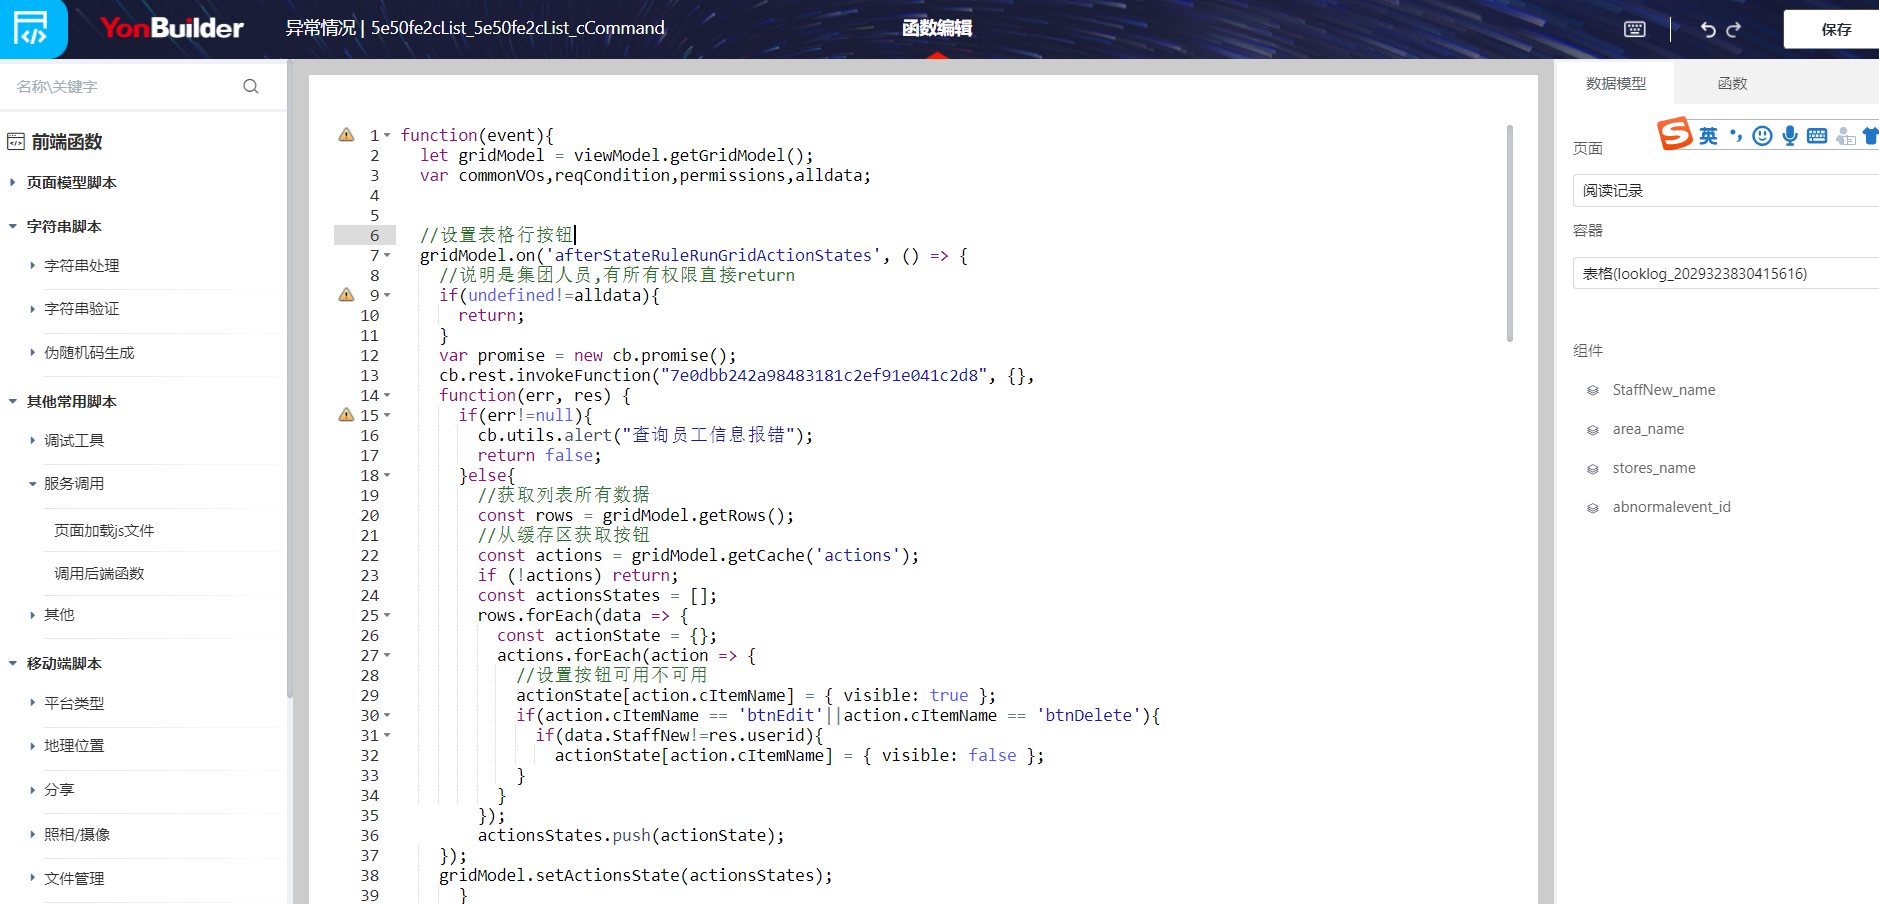 YonBuilder
异常情况 | 5e50fe2cList_5e50fe2cList_cCommand
函数编辑
保存
名称\关键字
前端函数
页面模型脚本
字符串脚本
字符串处理
字符串验证
伪随机码生成
其他常用脚本
调试工具
服务调用
页面加载js文件
调用后端函数
其他
移动端脚本
平台类型
地理位置
分享
照相/摄像
文件管理
1 function(event){
2 let gridModel = viewModel.getGridModel();
3 var commonVOs,reqCondition,permissions,alldata;
4
5
6 //设置表格行按钮
7 gridModel.on('afterStateRuleRunGridActionStates', () => {
8 //说明是集团人员,有所有权限直接return
9 if(undefined!=alldata){
10 return;
11 }
12 var promise = new cb.promise();
13 cb.rest.invokeFunction("7e0dbb242a98483181c2ef91e041c2d8", {},
14 function(err, res) {
15 if(err!=null){
16 cb.utils.alert("查询员工信息报错");
17 return false;
18 }else{
19 //获取列表所有数据
20 const rows = gridModel.getRows();
21 //从缓存区获取按钮
22 const actions = gridModel.getCache('actions');
23 if (!actions) return;
24 const actionsStates = [];
25 rows.forEach(data => {
26 const actionState = {};
27 actions.forEach(action => {
28 //设置按钮可用不可用
29 actionState[action.cItemName] = { visible: true };
30 if(action.cItemName == 'btnEdit'||action.cItemName == 'btnDelete'){
31 if(data.StaffNew!=res.userid){
32 actionState[action.cItemName] = { visible: false };
33 }
34 }
35 });
36 actionsStates.push(actionState);
37 });
38 gridModel.setActionsState(actionsStates);
39 }
数据模型
函数
英
页面
阅读记录
容器
表格(looklog_2029323830415616)
组件
StaffNew_name
area_name
stores_name
abnormalevent_id